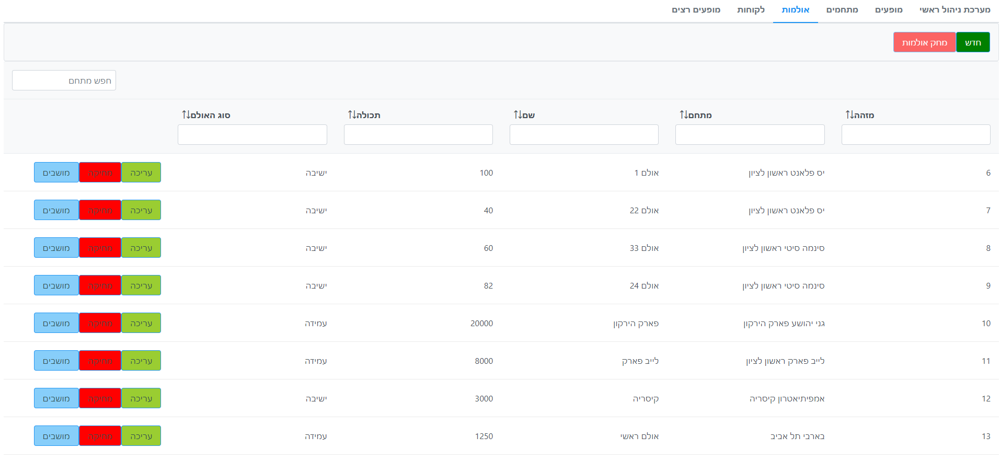 מערכת ניהול ראשי מופעים מתחמים אולמות לקוחות מופעים רצים
חדש מחק אולמות
חפש מתחם
מזהה מתחם שם תכולה סוג האולם
6 יס פלאנט ראשון לציון אולם 1 100 ישיבה עריכה מחיקה מושבים
7 יס פלאנט ראשון לציון אולם 22 40 ישיבה עריכה מחיקה מושבים
8 סינמה סיטי ראשון לציון אולם 33 60 ישיבה עריכה מחיקה מושבים
9 סינמה סיטי ראשון לציון אולם 24 82 ישיבה עריכה מחיקה מושבים
10 גני יהושע פארק הירקון פארק הירקון 20000 עמידה עריכה מחיקה מושבים
11 לייב פארק ראשון לציון לייב פארק 8000 עמידה עריכה מחיקה מושבים
12 אמפיתיאטרון קיסריה קיסריה 3000 ישיבה עריכה מחיקה מושבים
13 בארבי תל אביב אולם ראשי 1250 עמידה עריכה מחיקה מושבים